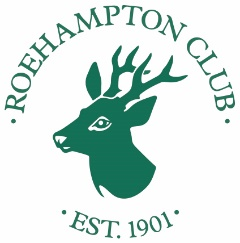 · ROEHAMPTON CLUB ·
· EST. 1901 ·